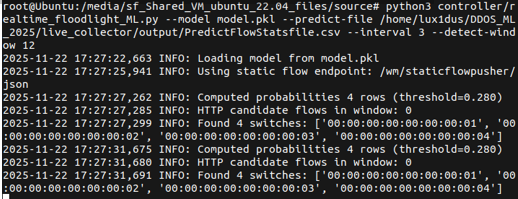 root@Ubuntu:/media/sf_Shared_VM_ubuntu_22.04_files/source# python3 controller/r
ealtime_floodlight_ML.py --model model.pkl --predict-file /home/lux1dus/DDOS_ML
_2025/live_collector/output/PredictFlowStatsfile.csv --interval 3 --detect-wind
ow 12
2025-11-22 17:27:22,663 INFO: Loading model from model.pkl
2025-11-22 17:27:25,941 INFO: Using static flow endpoint: /wm/staticflowpusher/
json
2025-11-22 17:27:27,262 INFO: Computed probabilities 4 rows (threshold=0.280)
2025-11-22 17:27:27,285 INFO: HTTP candidate flows in window: 0
2025-11-22 17:27:27,299 INFO: Found 4 switches: ['00:00:00:00:00:00:00:01', '00
:00:00:00:00:00:00:02', '00:00:00:00:00:00:00:03', '00:00:00:00:00:00:00:04']
2025-11-22 17:27:31,675 INFO: Computed probabilities 4 rows (threshold=0.280)
2025-11-22 17:27:31,680 INFO: HTTP candidate flows in window: 0
2025-11-22 17:27:31,691 INFO: Found 4 switches: ['00:00:00:00:00:00:00:01', '00
:00:00:00:00:00:00:02', '00:00:00:00:00:00:00:03', '00:00:00:00:00:00:00:04']